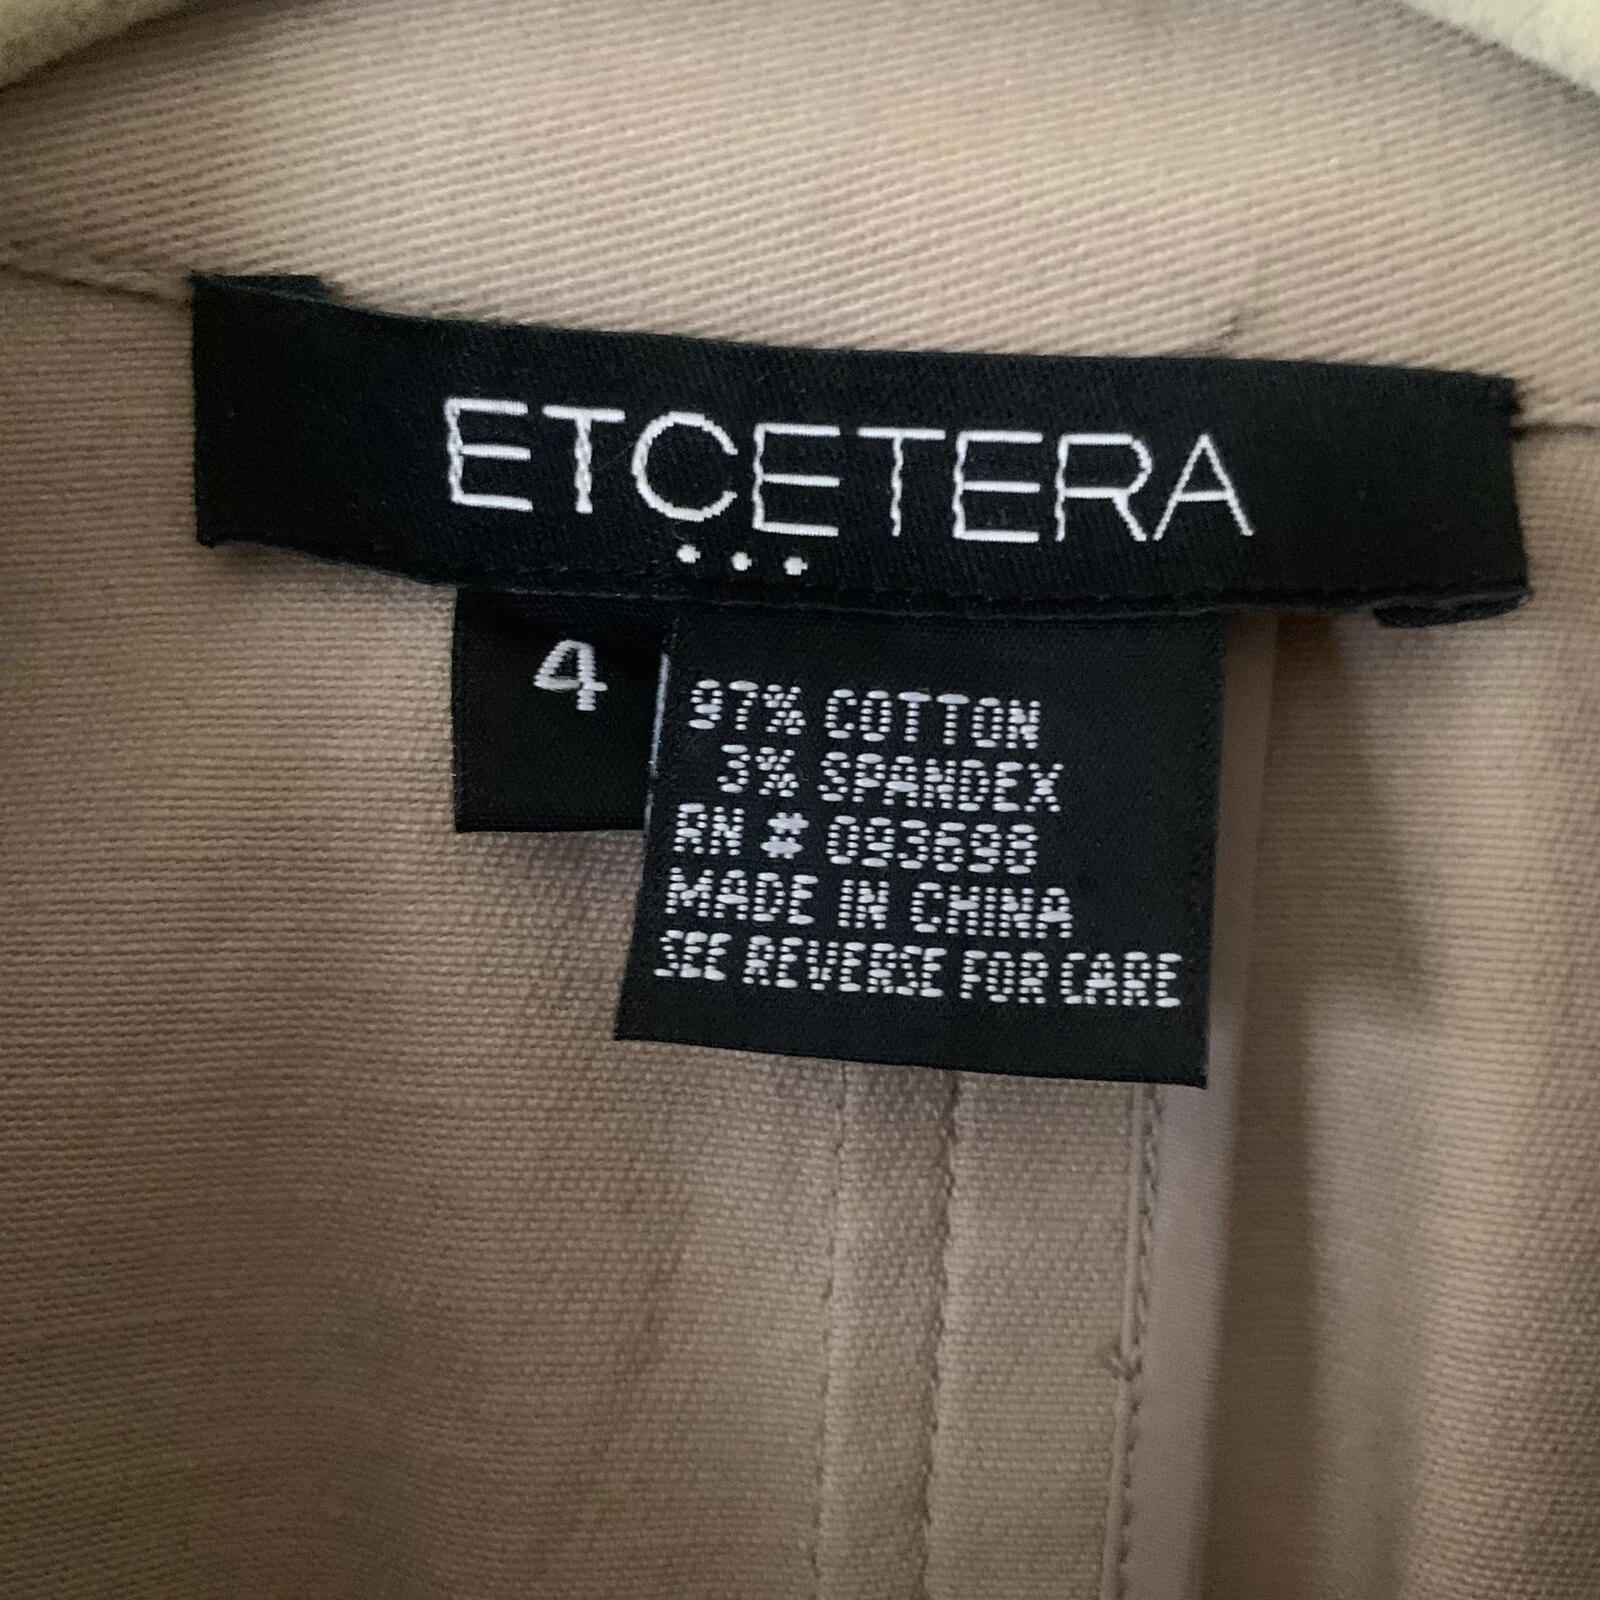 ETCETERA
...
4
97% COTTON
3% SPANDEX
RN # 093698
MADE IN CHINA
SEE REVERSE FOR CARE